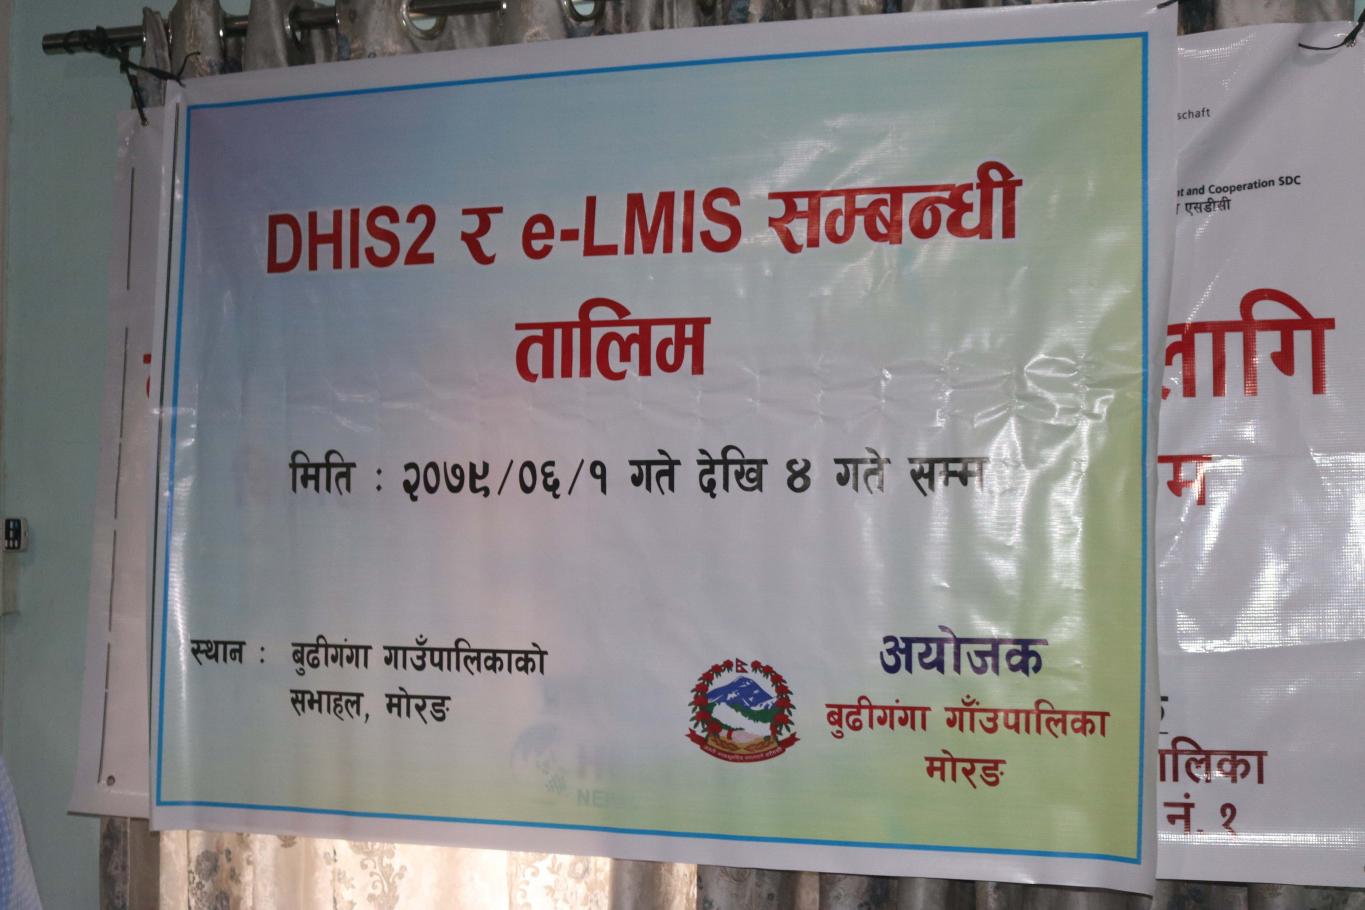 DHIS2 र e-LMIS सम्बन्धी
तालिम
मिति : २०७९/०६/१ गते देखि ४ गते सम्म
स्थान : बुढीगंगा गाउँपालिकाको
सभाहल, मोरङ
अयोजक
बुढीगंगा गाँउपालिका
मोरङ
schaft
nt and Cooperation SDC
एसडीसी
लागि
म
ालिका
नं. १